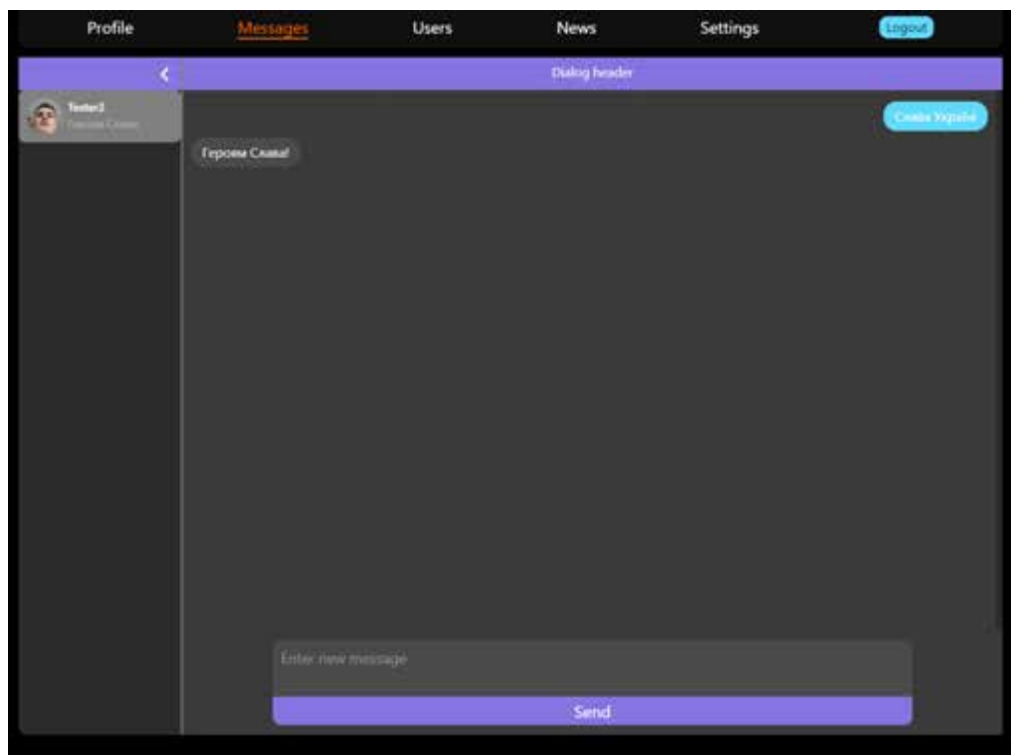 Profile Messages Users News Settings Logout
Dialog header
Tester2
Слава Україні
Героям Слава!
Enter new message
Send